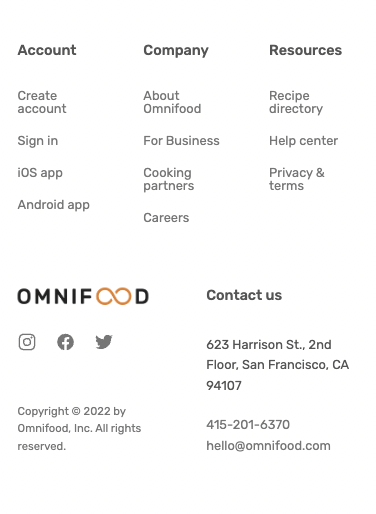 Account
Create
account
Sign in
iOS app
Android app
Company
About
Omnifood
For Business
Cooking
partners
Careers
Resources
Recipe
directory
Help center
Privacy &
terms
OMNIFOOD
Copyright © 2022 by
Omnifood, Inc. All rights
reserved.
Contact us
623 Harrison St., 2nd
Floor, San Francisco, CA
94107
415-201-6370
hello@omnifood.com